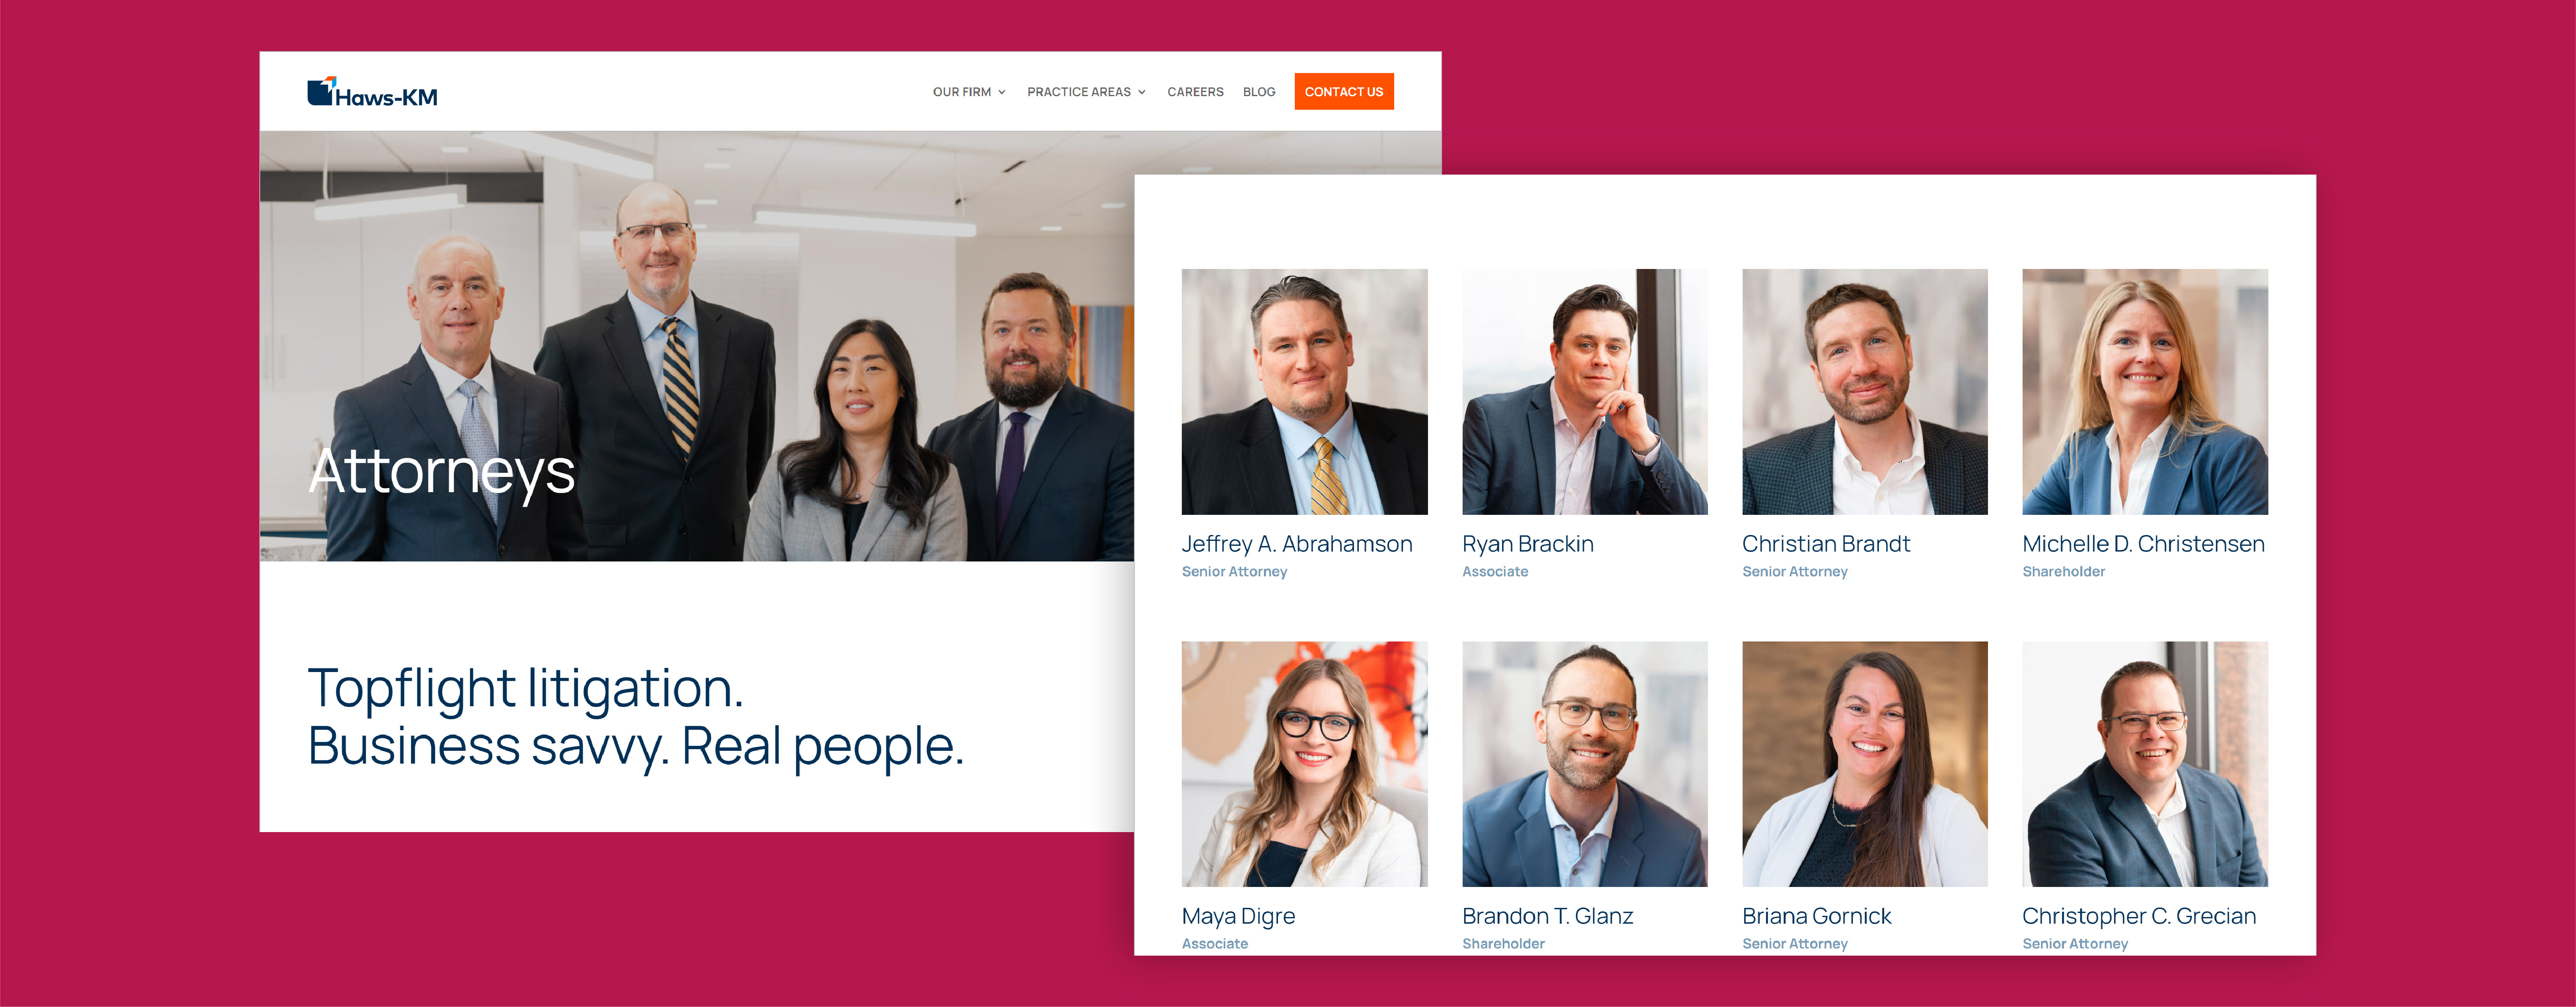 Haws-KM
OUR FIRM
PRACTICE AREAS
CAREERS
BLOG
CONTACT US
Attorneys
Topflight litigation.
Business savvy. Real people.
Jeffrey A. Abrahamson
Senior Attorney
Ryan Brackin
Associate
Christian Brandt
Senior Attorney
Michelle D. Christensen
Shareholder
Maya Digre
Associate
Brandon T. Glanz
Shareholder
Briana Gornick
Senior Attorney
Christopher C. Grecian
Senior Attorney